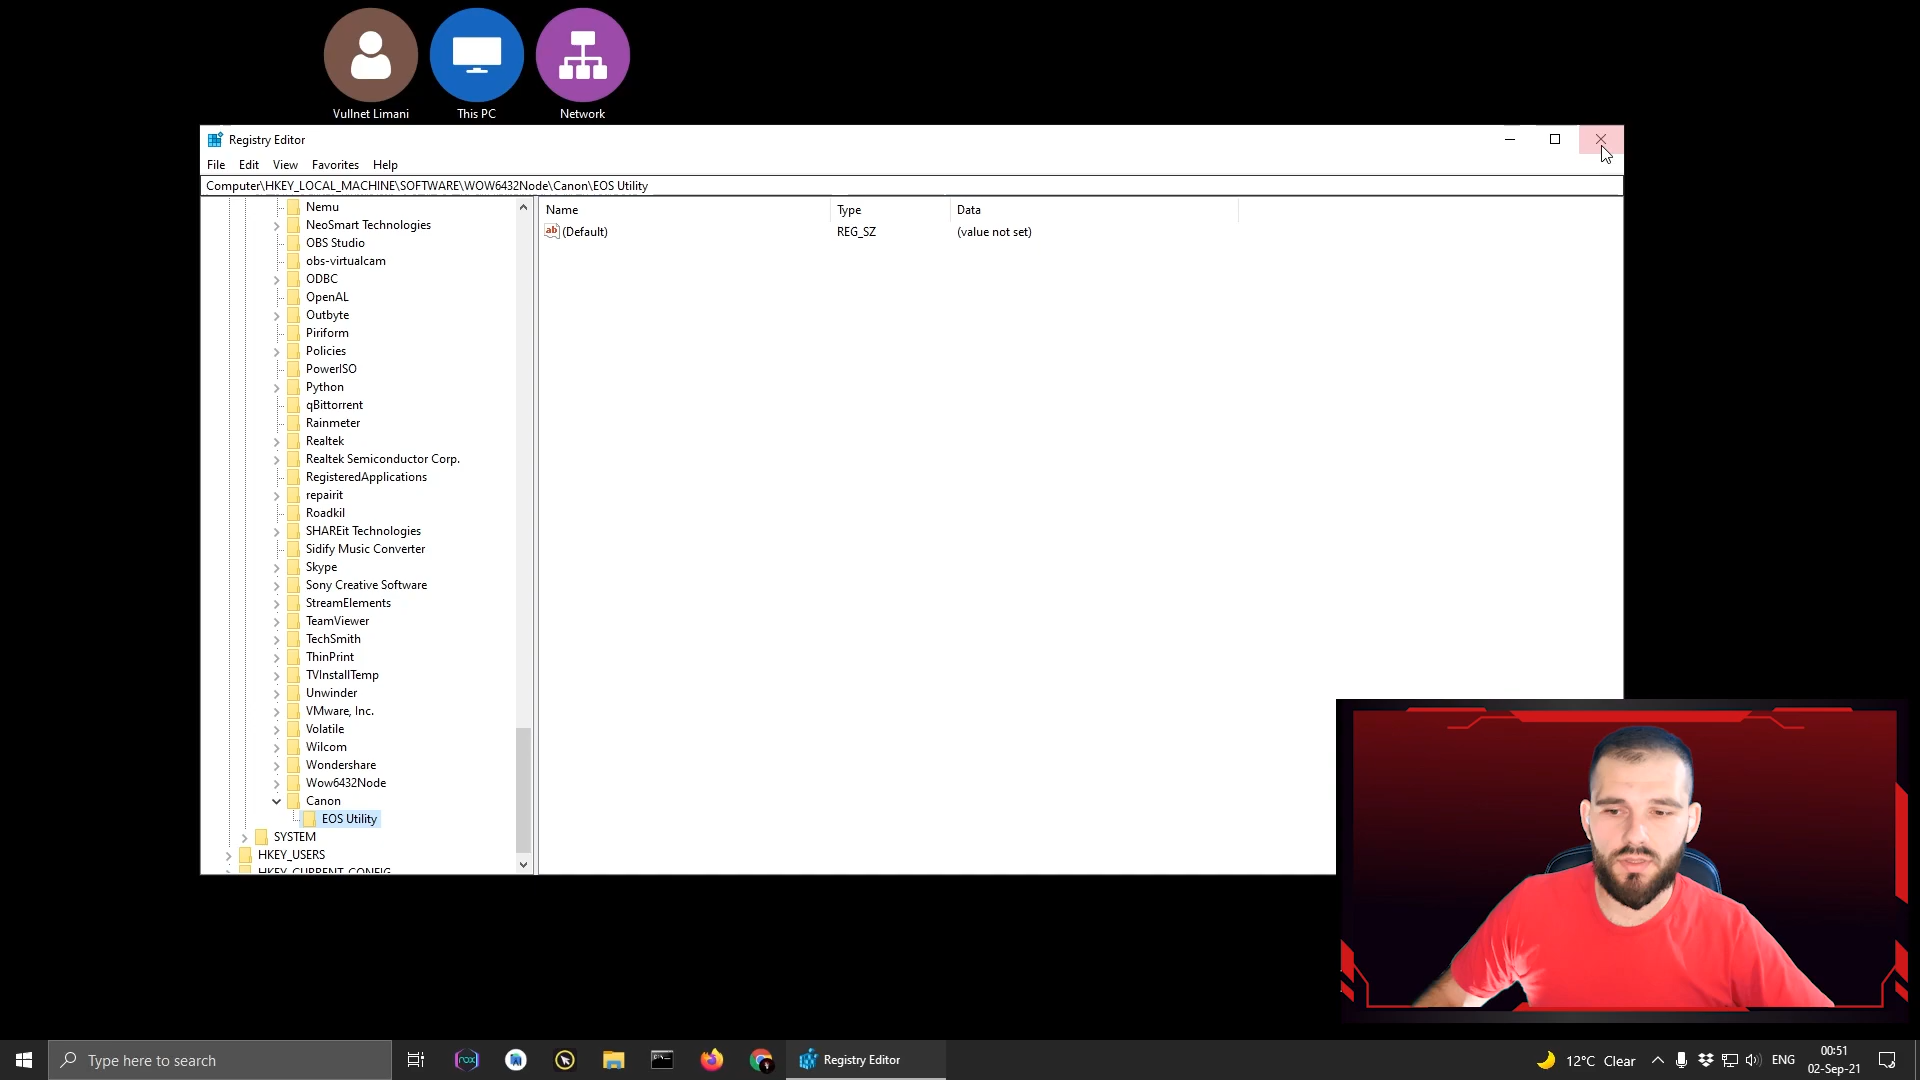 Vullnet Limani
This PC
Network
Registry Editor
File Edit View Favorites Help
Computer\HKEY_LOCAL_MACHINE\SOFTWARE\WOW6432Node\Canon\EOS Utility
Name Type Data
(Default) REG_SZ (value not set)
Nemu
NeoSmart Technologies
OBS Studio
obs-virtualcam
ODBC
OpenAL
Outbyte
Piriform
Policies
PowerISO
Python
qBittorrent
Rainmeter
Realtek
Realtek Semiconductor Corp.
RegisteredApplications
repairit
Roadkil
SHAREit Technologies
Sidify Music Converter
Skype
Sony Creative Software
StreamElements
TeamViewer
TechSmith
ThinPrint
TVInstallTemp
Unwinder
VMware, Inc.
Volatile
Wilcom
Wondershare
Wow6432Node
Canon
EOS Utility
SYSTEM
HKEY_USERS
HKEY_CURRENT_CONFIG
Type here to search
nox
Registry Editor
12°C Clear
ENG
00:51
02-Sep-21